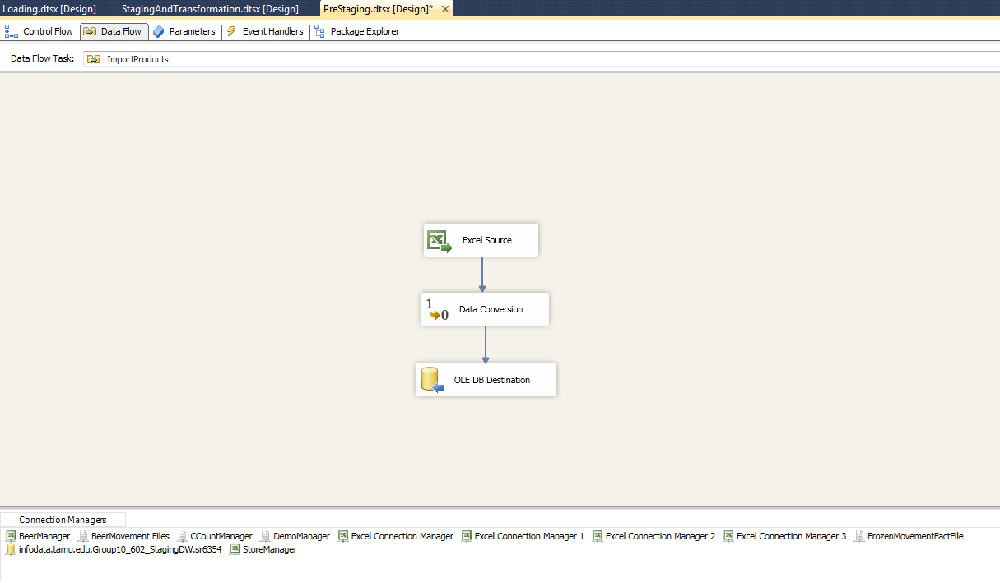 Loading.dtsx [Design] StagingAndTransformation.dtsx [Design] PreStaging.dtsx [Design]*
Control Flow Data Flow Parameters Event Handlers Package Explorer
Data Flow Task: ImportProducts
Excel Source
1
0 Data Conversion
OLE DB Destination
Connection Managers
BeerManager BeerMovement Files CCountManager DemoManager Excel Connection Manager Excel Connection Manager 1 Excel Connection Manager 2 Excel Connection Manager 3 FrozenMovementFactFile
infodata.tamu.edu.Group10_602_StagingDW.sr6354 StoreManager